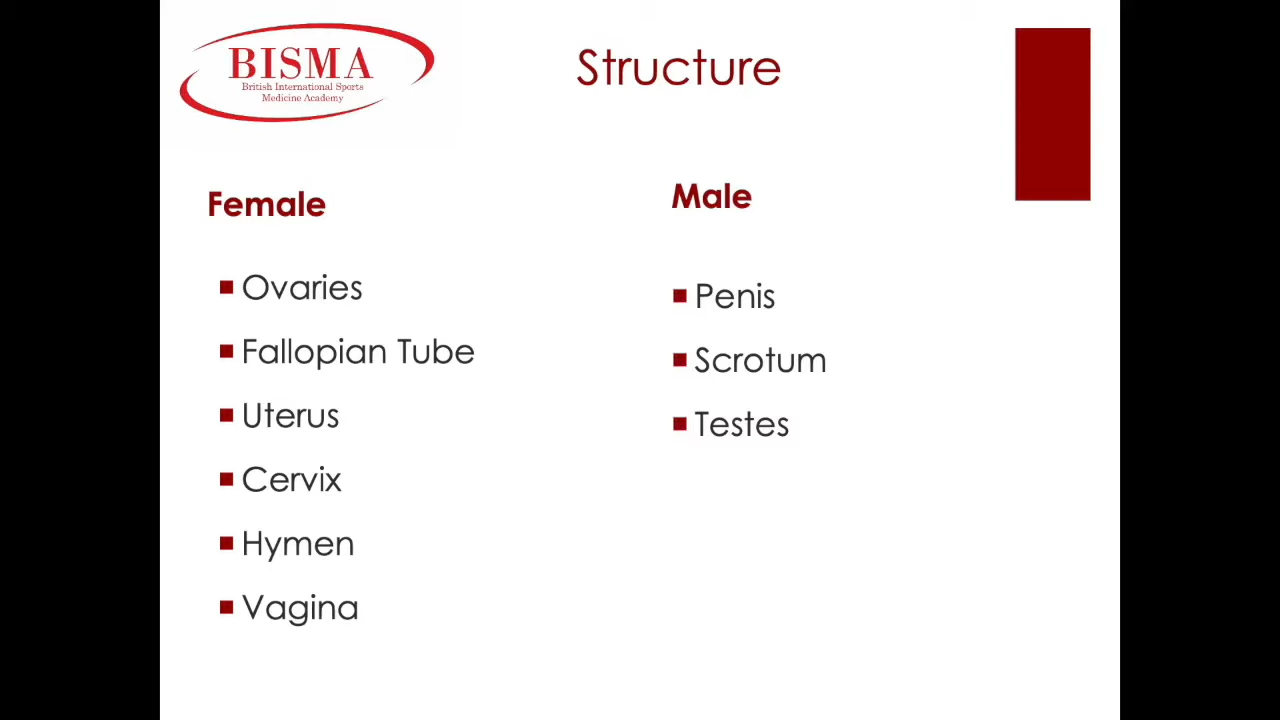 BISMA
British International Sports
Medicine Academy
Structure
Female
Ovaries
Fallopian Tube
Uterus
Cervix
Hymen
Vagina
Male
Penis
Scrotum
Testes